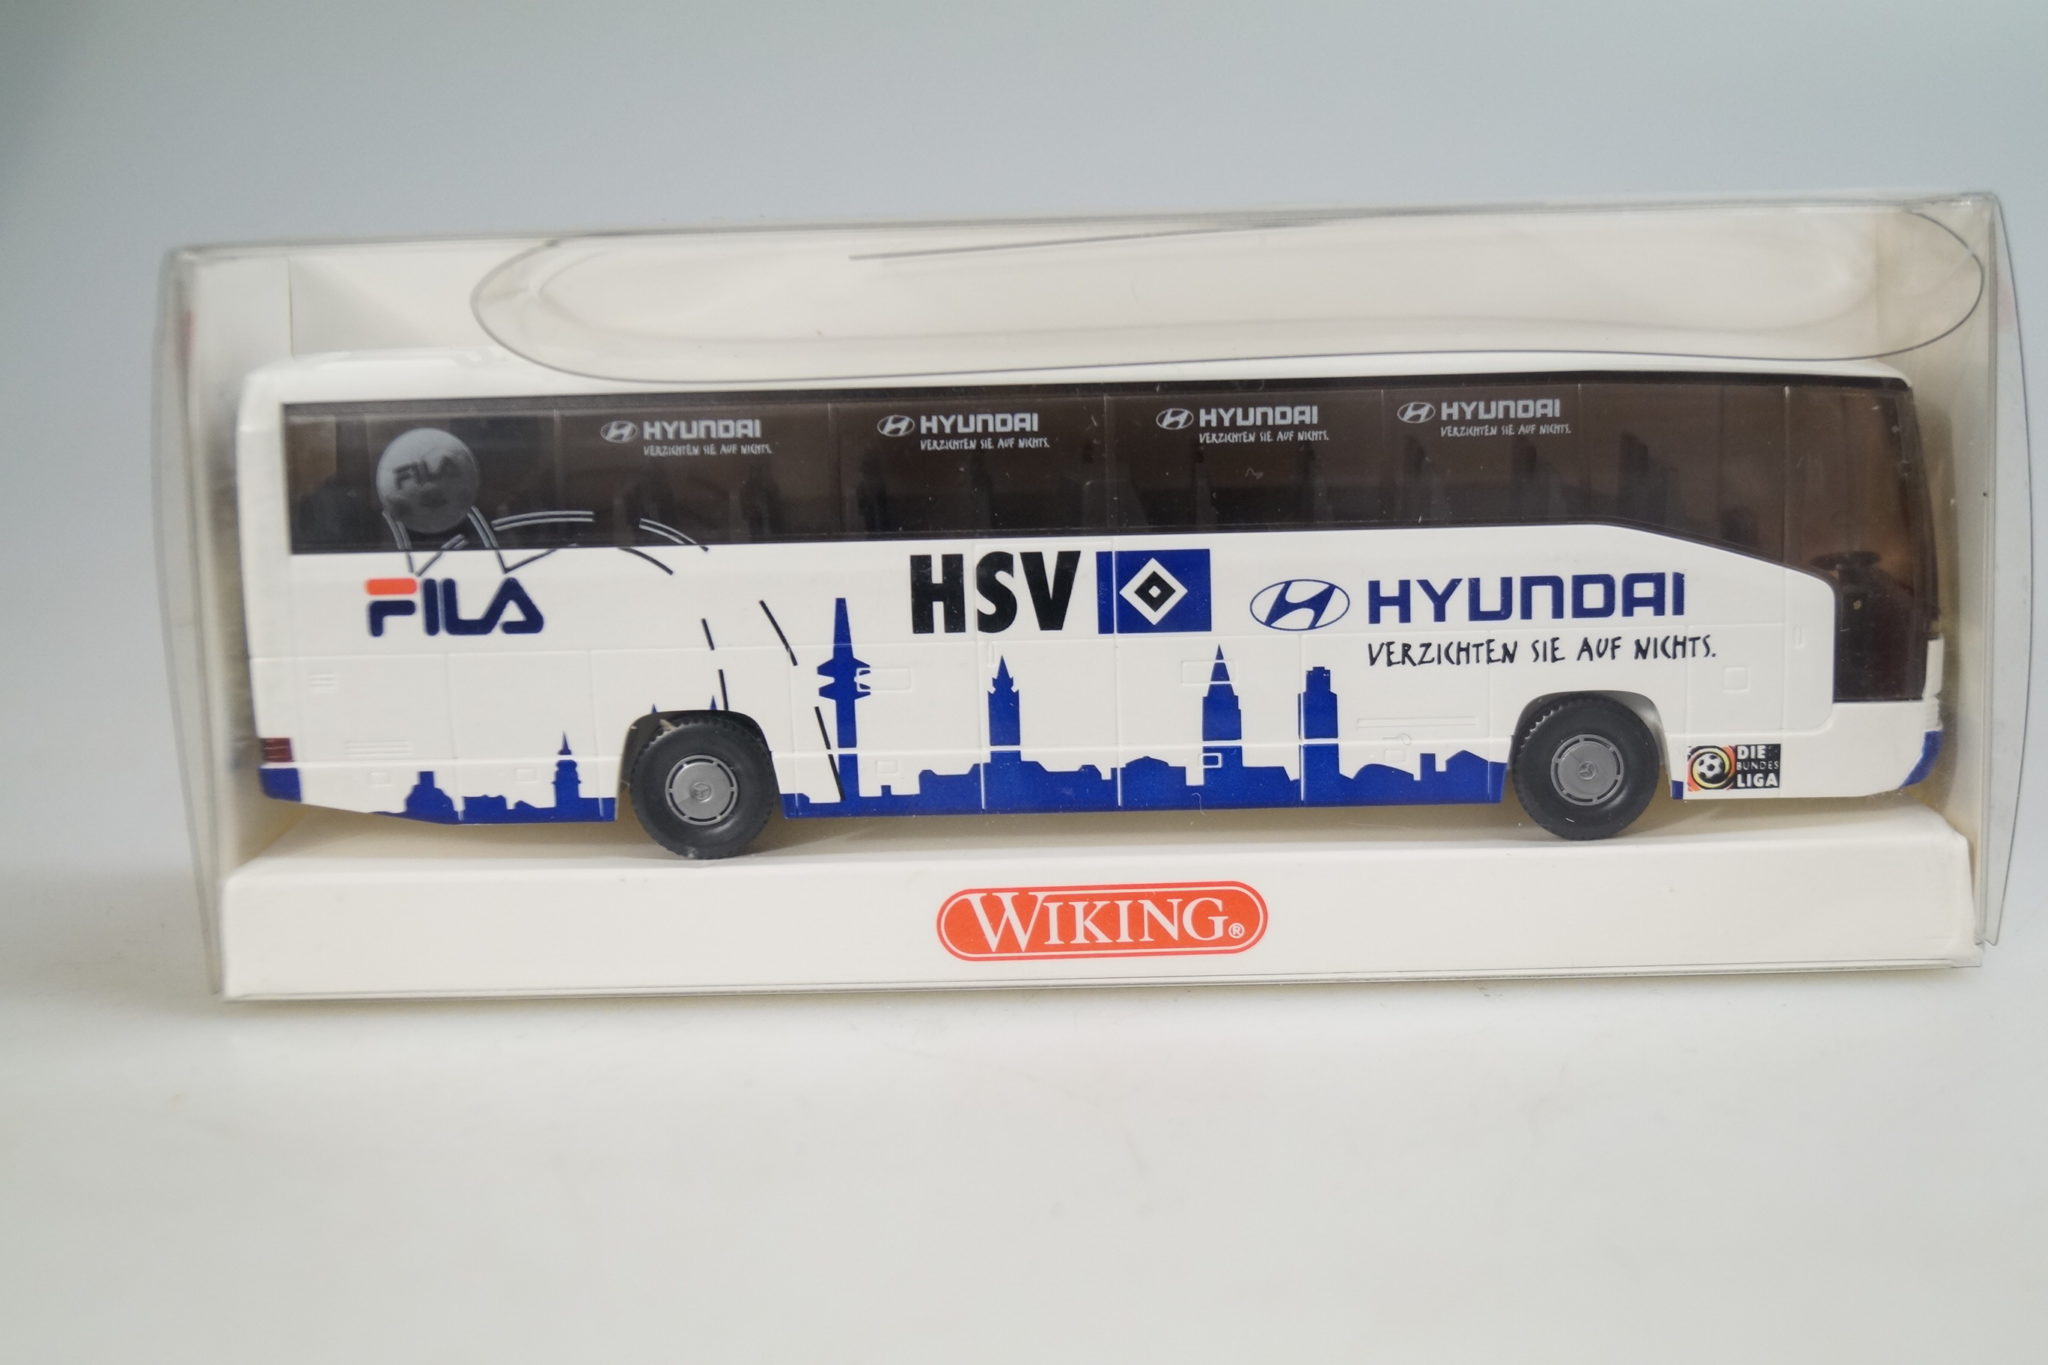 HYUNDAI
VERZICHTEN SIE AUF NICHTS.
HYUNDAI
VERZICHTEN SIE AUF NICHTS.
HYUNDAI
VERZICHTEN SIE AUF NICHTS.
HYUNDAI
VERZICHTEN SIE AUF NICHTS.
FILA
FILA
HSV
HYUNDAI
VERZICHTEN SIE AUF NICHTS.
DIE
BUNDES
LIGA
WIKING®